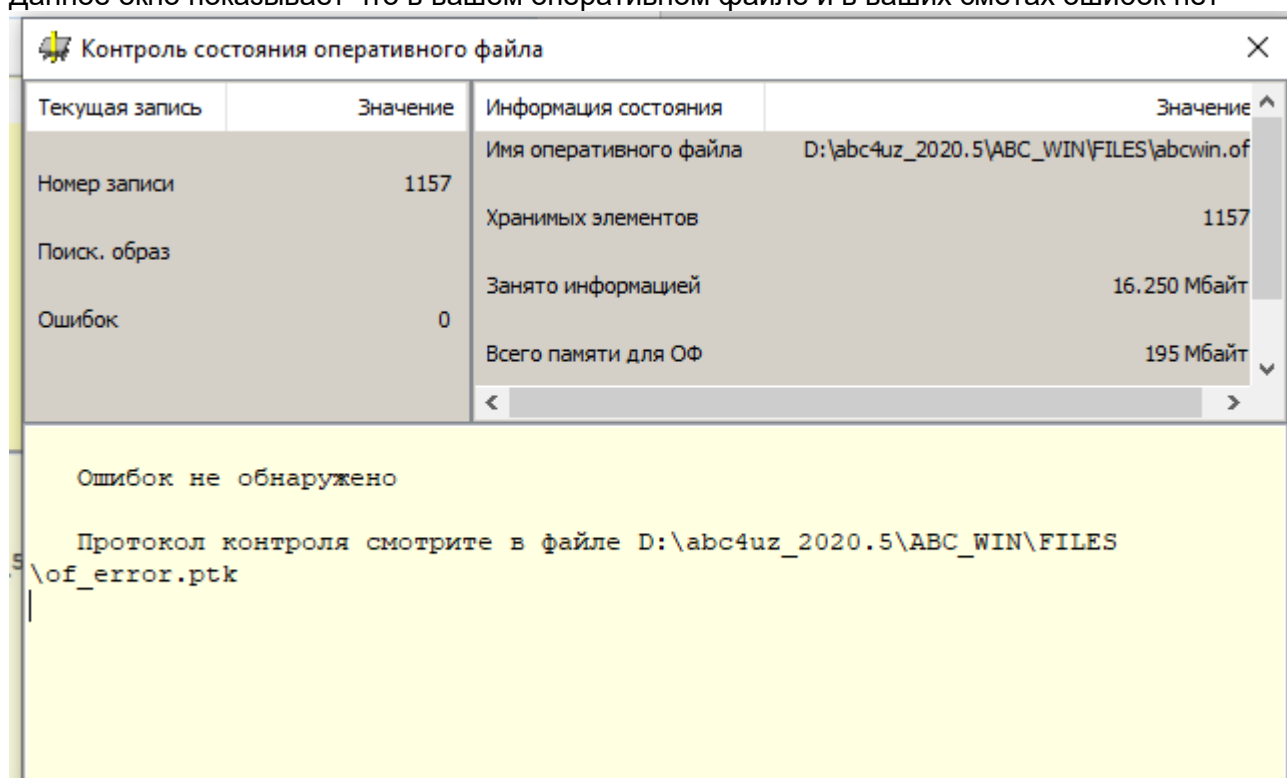 Данное окно показывает что в вашем оперативном файле и в ваших сметах ошибок нет
Контроль состояния оперативного файла
Текущая запись Значение
Номер записи 1157
Поиск. образ
Ошибок 0
Информация состояния Значение
Имя оперативного файла D:\abc4uz_2020.5\ABC_WIN\FILES\abcwin.of
Хранимых элементов 1157
Занято информацией 16.250 Мбайт
Всего памяти для ОФ 195 Мбайт
Ошибок не обнаружено
Протокол контроля смотрите в файле D:\abc4uz_2020.5\ABC_WIN\FILES
\of_error.ptk